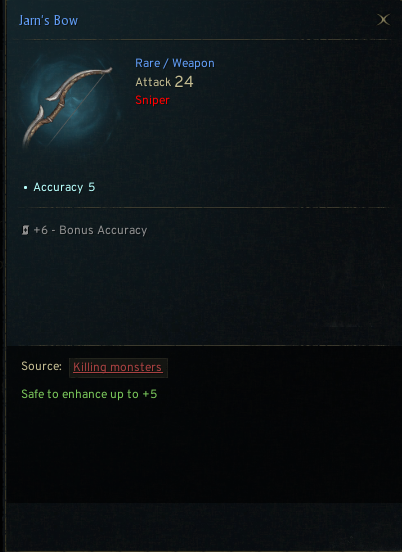 Jarn's Bow
Rare / Weapon
Attack 24
Sniper
• Accuracy 5
+6 - Bonus Accuracy
Source: Killing monsters
Safe to enhance up to +5